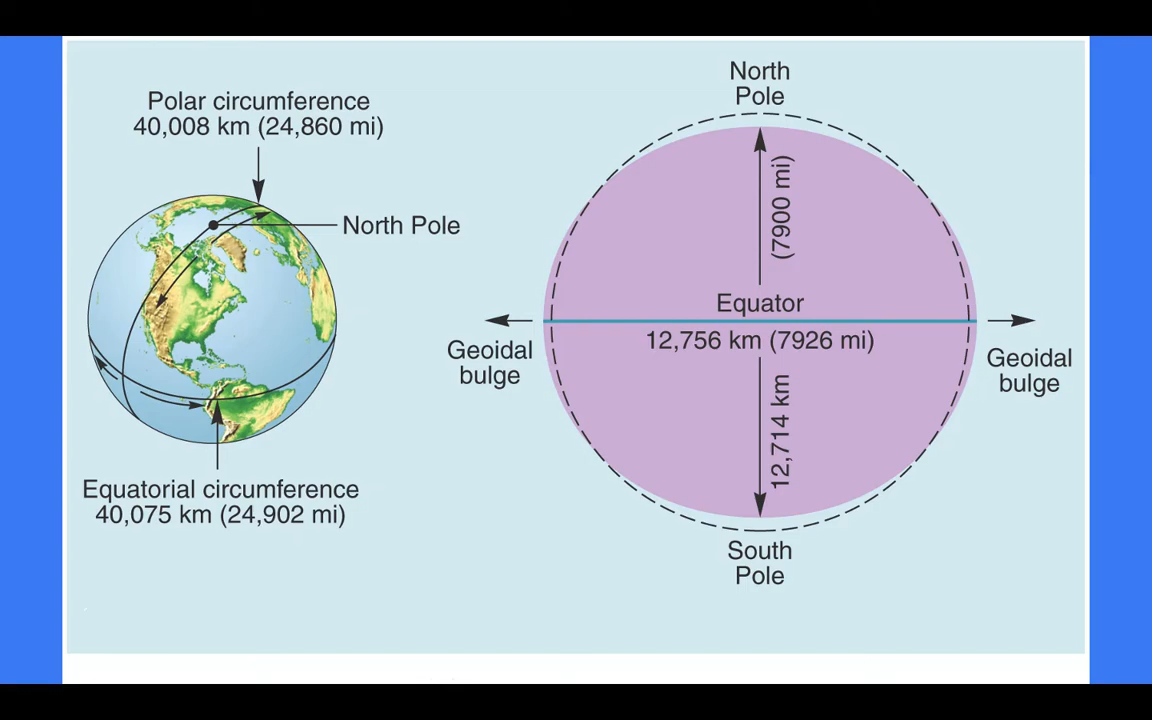 Polar circumference
40,008 km (24,860 mi)
North Pole
Equatorial circumference
40,075 km (24,902 mi)
North
Pole
(7900 mi)
Equator
12,756 km (7926 mi)
12,714 km
Geoidal
bulge
Geoidal
bulge
South
Pole